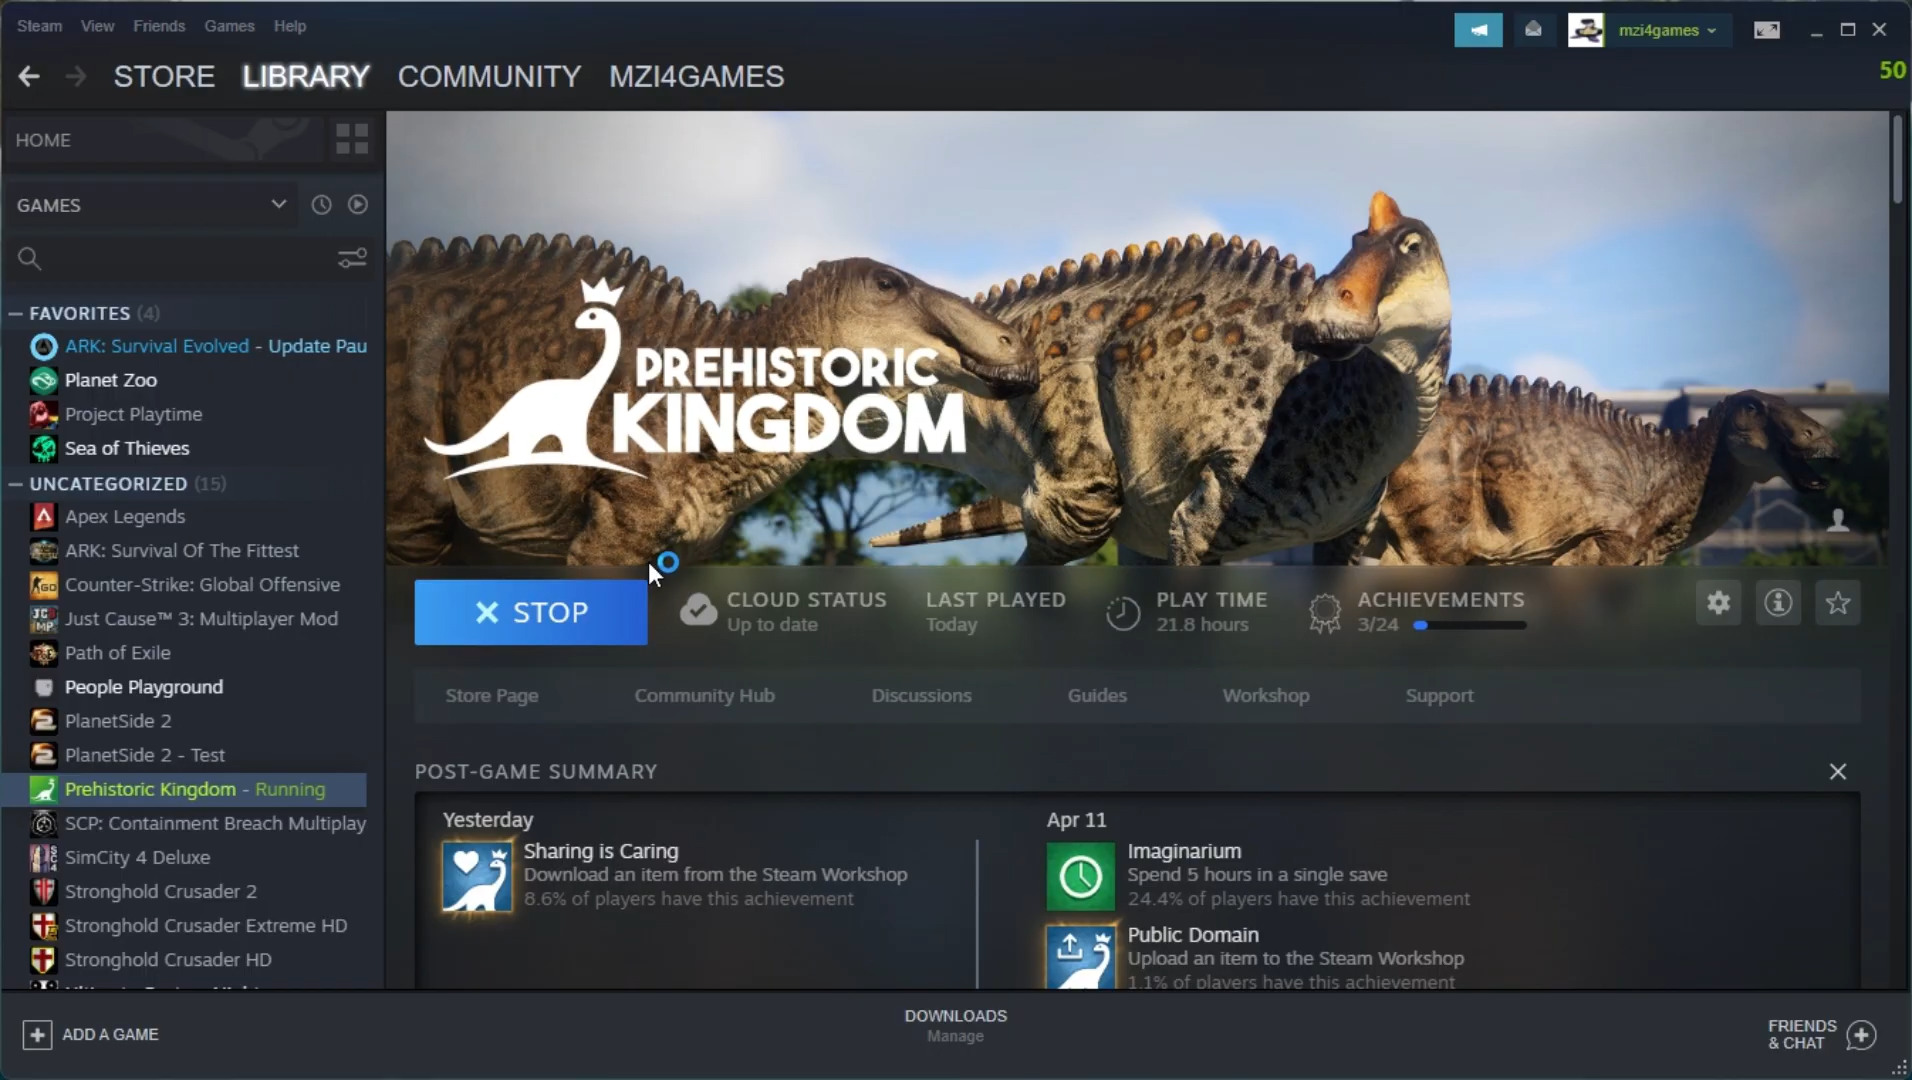 Steam View Friends Games Help
mzi4games
STORE LIBRARY COMMUNITY MZI4GAMES
50
HOME
GAMES
FAVORITES (4)
ARK: Survival Evolved - Update Pau
Planet Zoo
Project Playtime
Sea of Thieves
UNCATEGORIZED (15)
Apex Legends
ARK: Survival Of The Fittest
Counter-Strike: Global Offensive
Just Cause™ 3: Multiplayer Mod
Path of Exile
People Playground
PlanetSide 2
PlanetSide 2 - Test
Prehistoric Kingdom - Running
SCP: Containment Breach Multiplay
SimCity 4 Deluxe
Stronghold Crusader 2
Stronghold Crusader Extreme HD
Stronghold Crusader HD
PREHISTORIC
KINGDOM
STOP
CLOUD STATUS
Up to date
LAST PLAYED
Today
PLAY TIME
21.8 hours
ACHIEVEMENTS
3/24
Store Page Community Hub Discussions Guides Workshop Support
POST-GAME SUMMARY
Yesterday
Sharing is Caring
Download an item from the Steam Workshop
8.6% of players have this achievement
Apr 11
Imaginarium
Spend 5 hours in a single save
24.4% of players have this achievement
Public Domain
Upload an item to the Steam Workshop
1.1% of players have this achievement
ADD A GAME
DOWNLOADS
Manage
FRIENDS
& CHAT